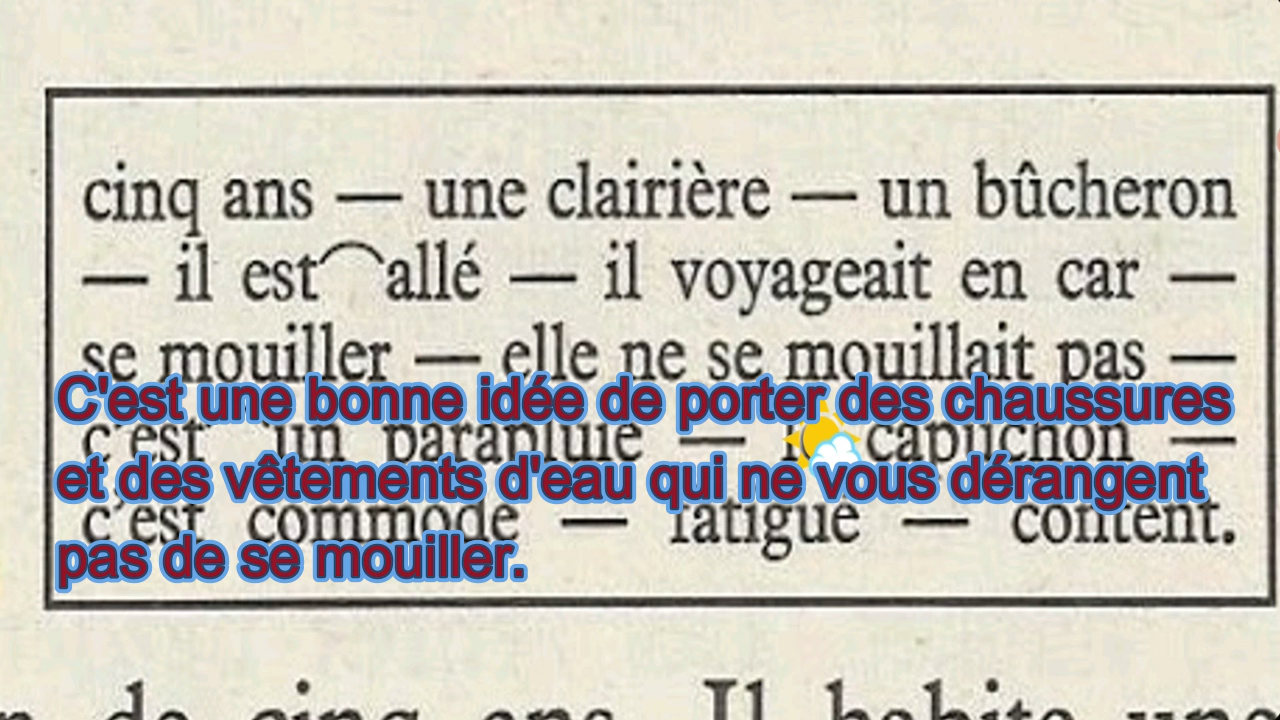 cinq ans — une clairière — un bûcheron
— il est allé — il voyageait en car —
se mouiller — elle ne se mouillait pas —
C'est une bonne idée de porter des chaussures
c'est un parapluie — capuchon —
et des vêtements d'eau qui ne vous dérangent
c'est commode — fatigué — content.
pas de se mouiller.
de cinq ans. Il habite une